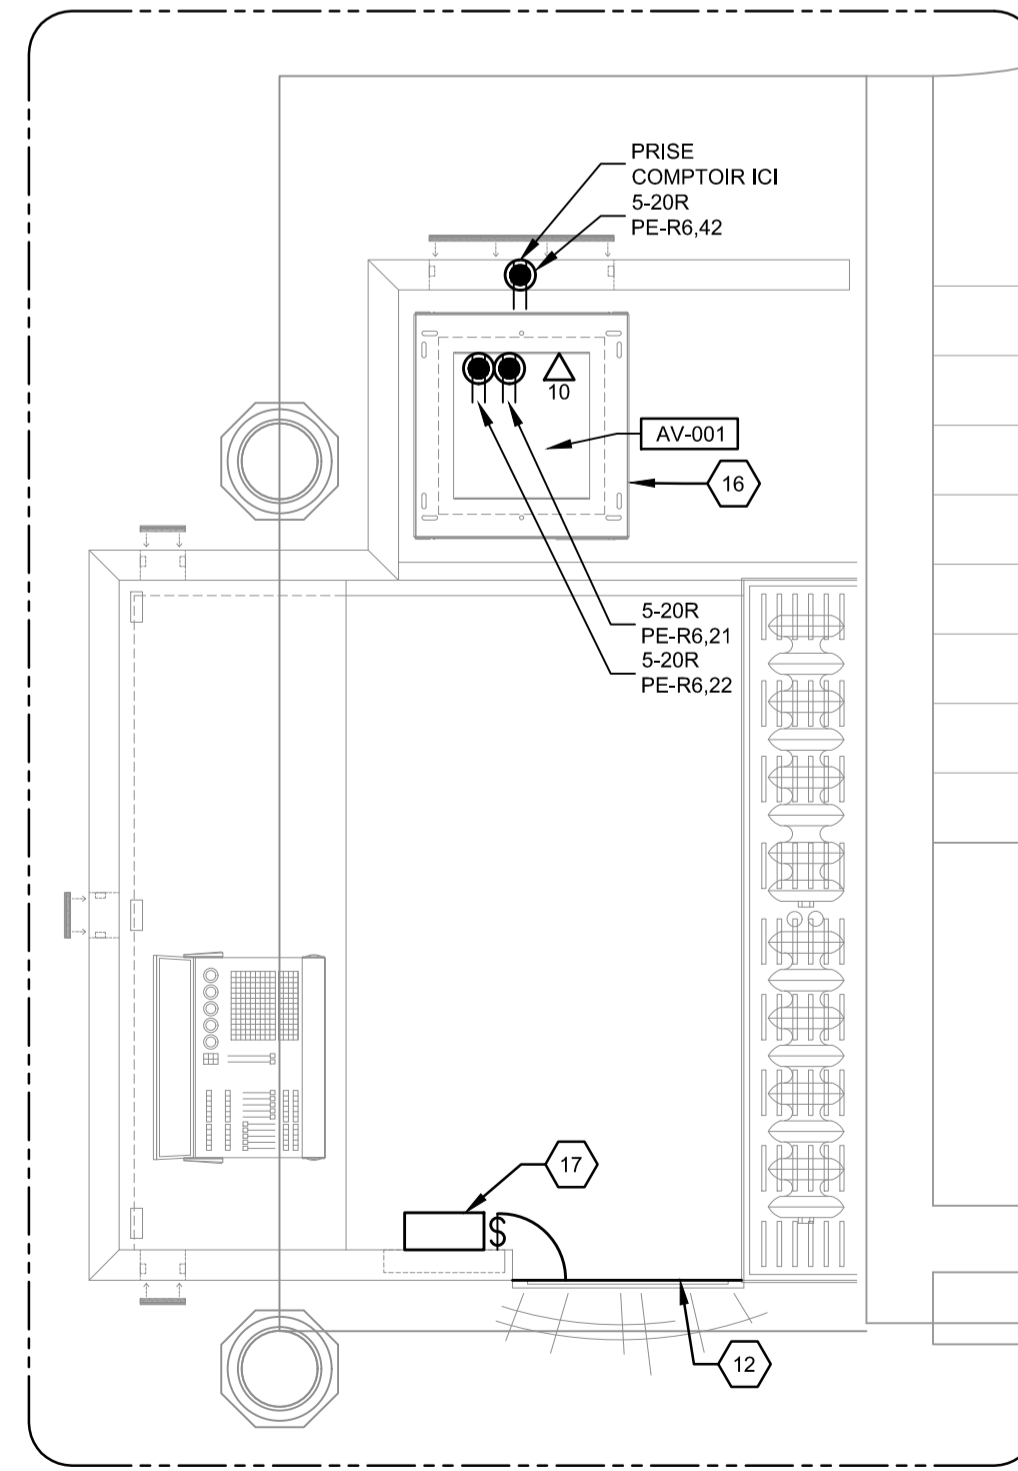 PRISE
COMPTOIR ICI
5-20R
PE-R6,42
10
AV-001
16
5-20R
PE-R6,21
5-20R
PE-R6,22
17
$
12